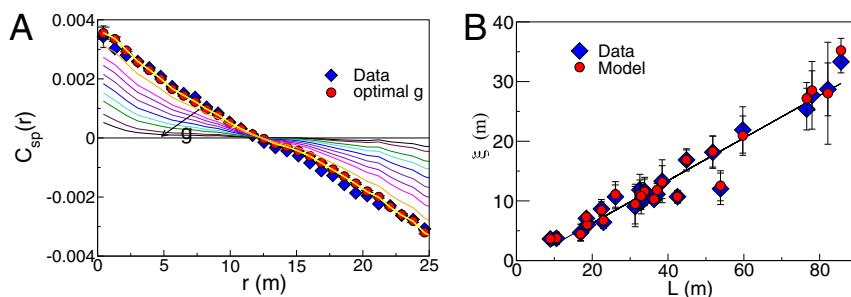 A
0.004
0.002
0
-0.002
-0.004
C_sp(r)
Data
optimal g
g
0 5 10 15 20 25
r (m)
B
40
30
20
10
0
ξ (m)
Data
Model
0 20 40 60 80
L (m)